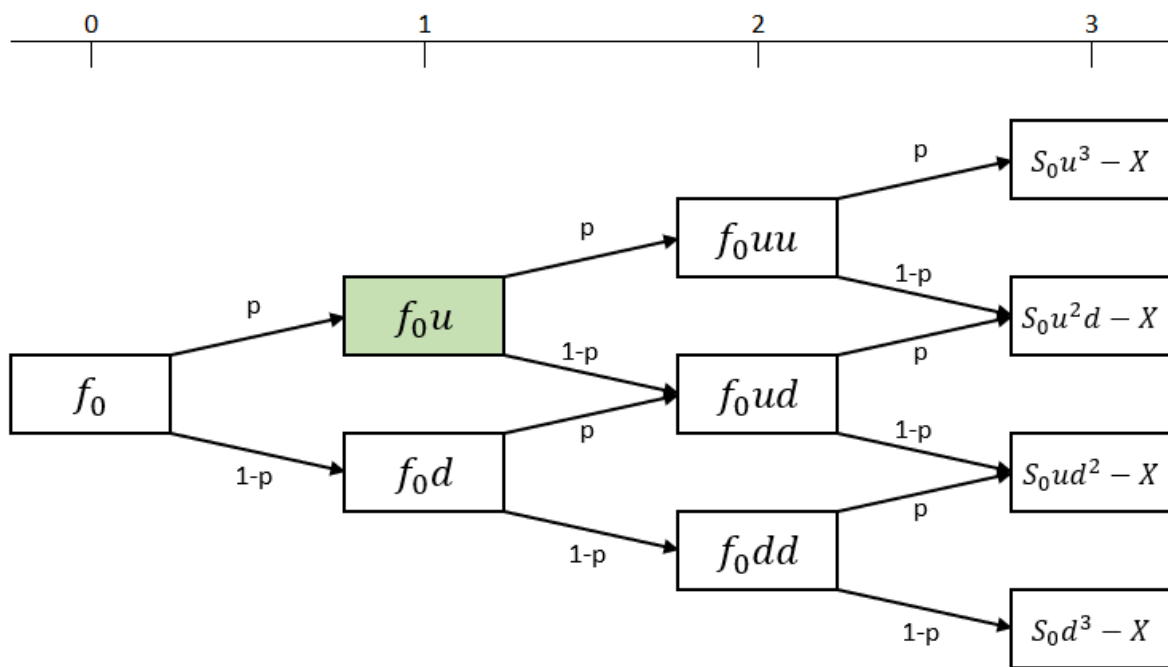 0 1 2 3
p
S₀u³ − X
p
f₀uu
p
1-p
f₀u
S₀u²d − X
1-p
p
f₀
f₀ud
p
1-p
1-p
f₀d
S₀ud² − X
p
1-p
f₀dd
1-p
S₀d³ − X